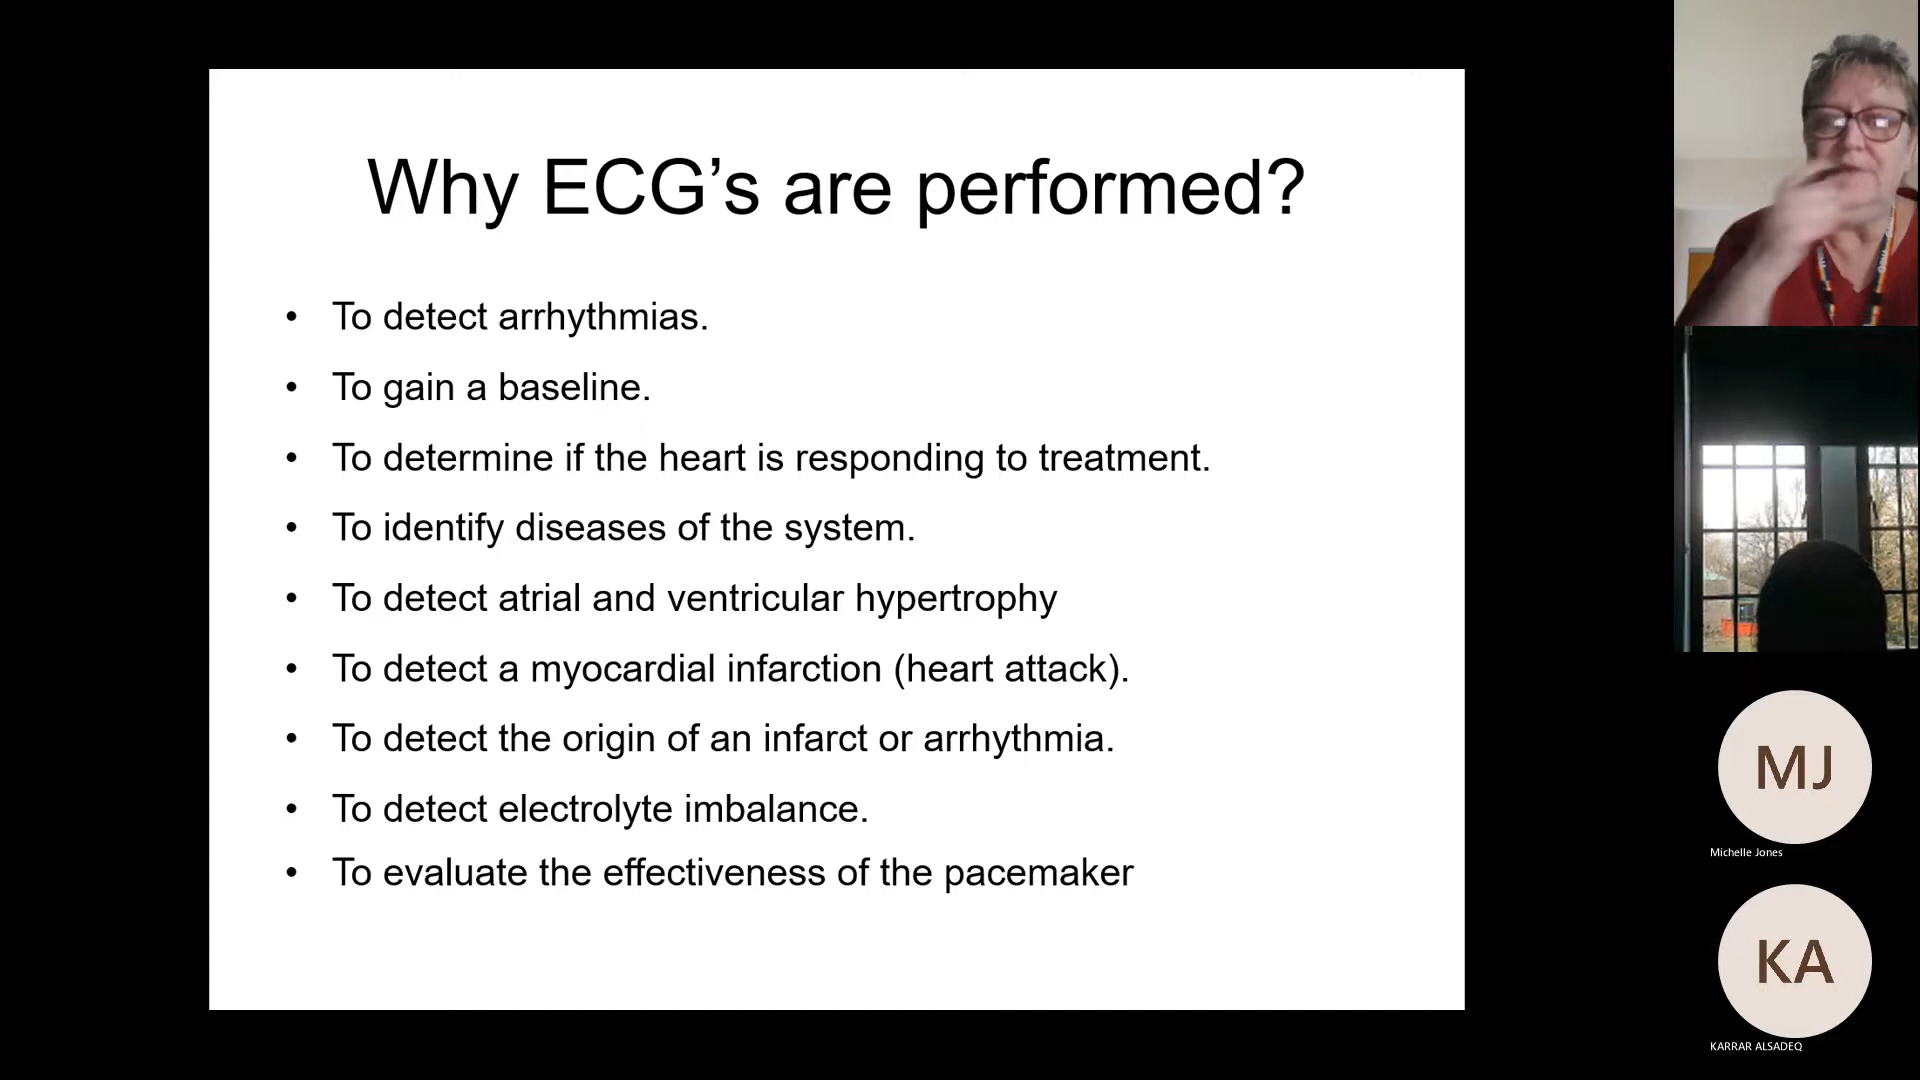 Why ECG’s are performed?
• To detect arrhythmias.
• To gain a baseline.
• To determine if the heart is responding to treatment.
• To identify diseases of the system.
• To detect atrial and ventricular hypertrophy
• To detect a myocardial infarction (heart attack).
• To detect the origin of an infarct or arrhythmia.
• To detect electrolyte imbalance.
• To evaluate the effectiveness of the pacemaker
MJ
Michelle Jones
KA
KARRAR ALSADEQ